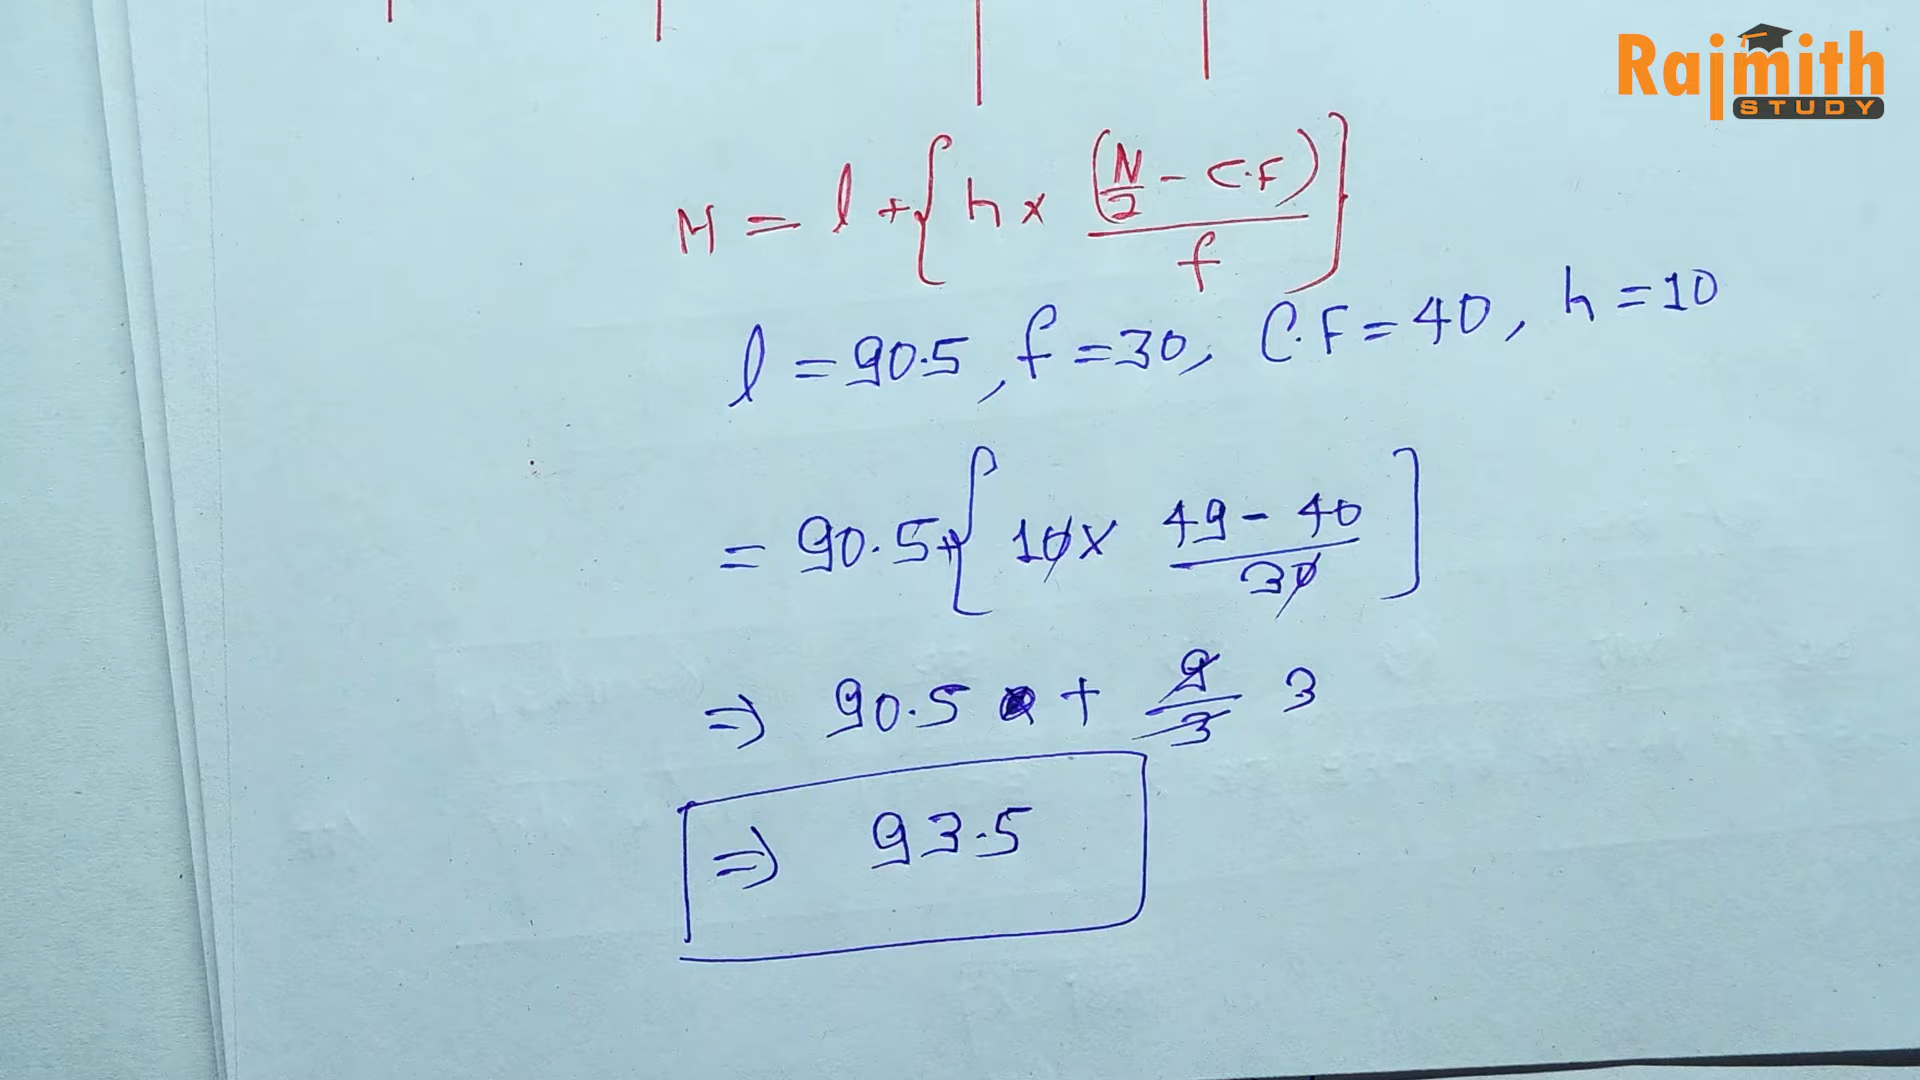 Rajmith
STUDY
M = l + { h × (N/2 - C.F) / f }
l = 90.5, f = 30, C.F = 40, h = 10
= 90.5 + { 10 × 49 - 40 / 30 ]
⇒ 90.5 + 9/3 3
⇒ 93.5